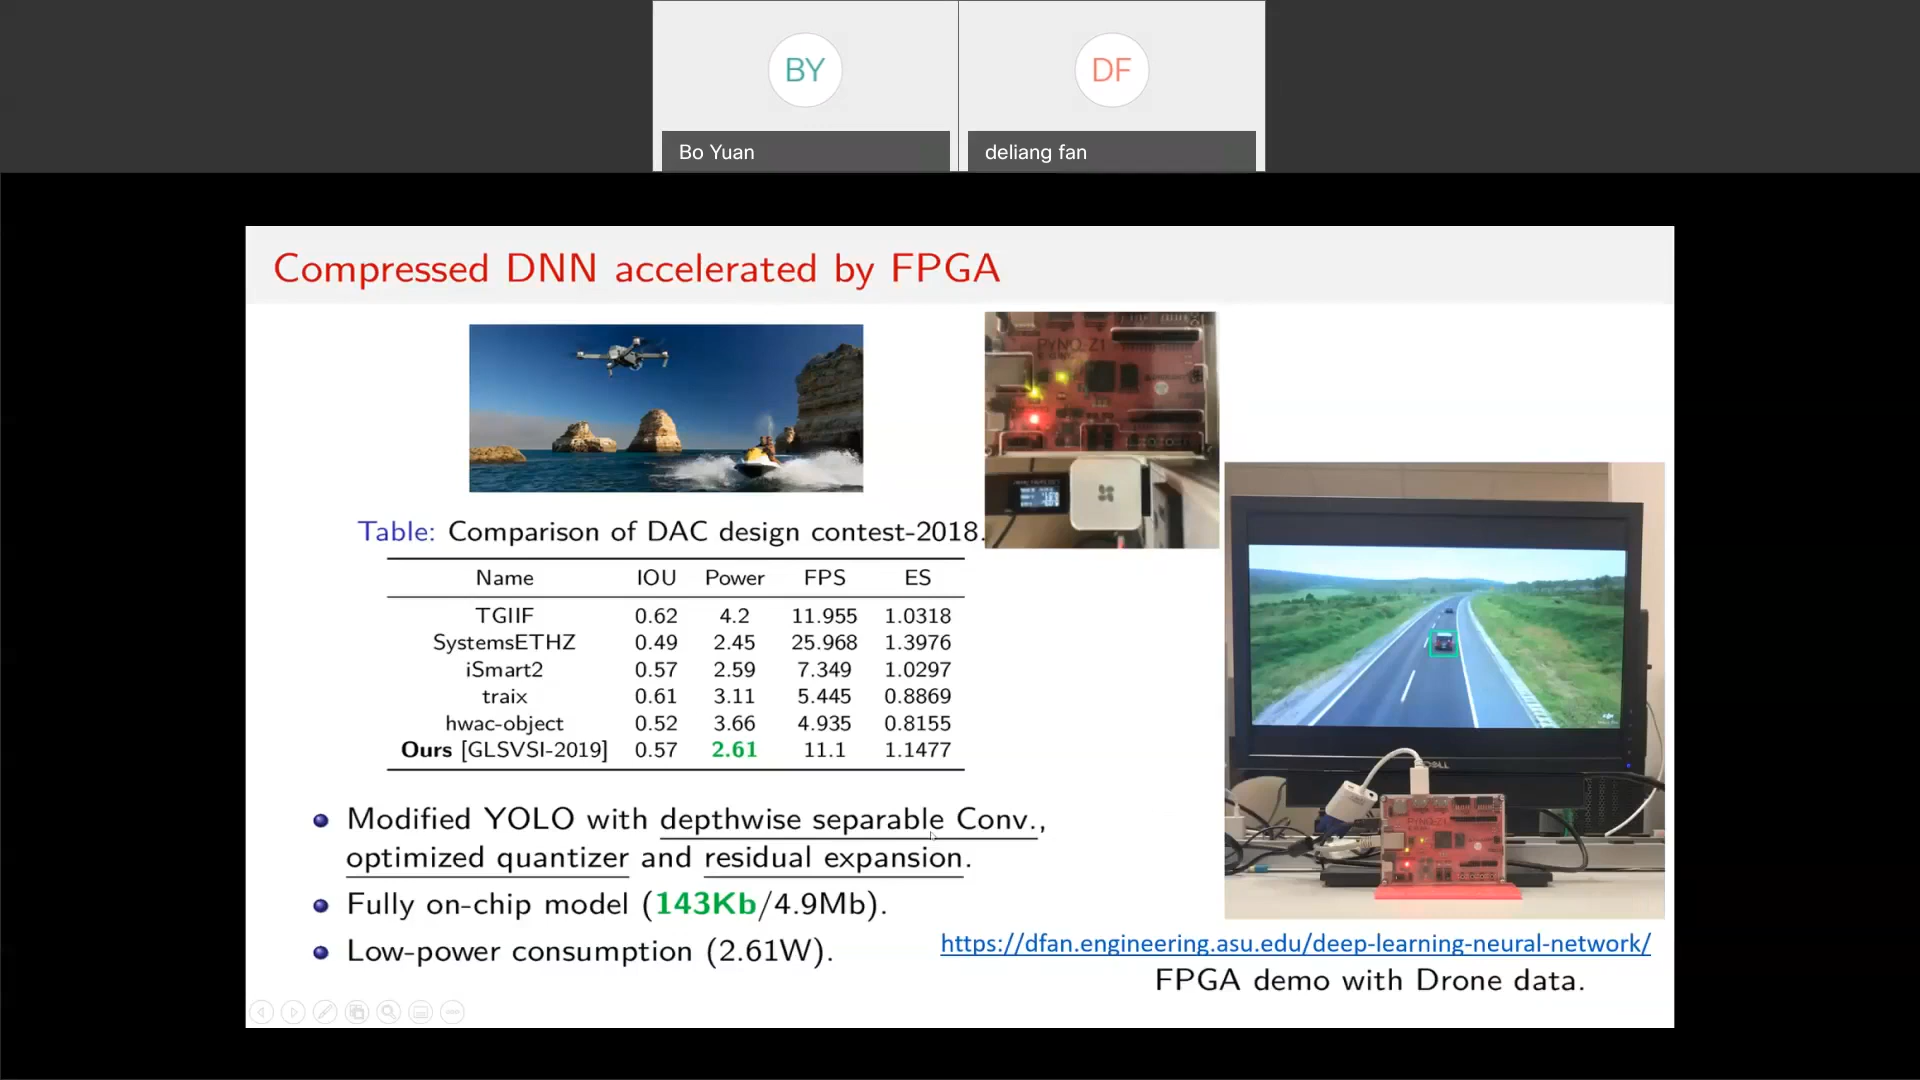 BY
DF
Bo Yuan
deliang fan
Compressed DNN accelerated by FPGA
PYNQ-Z1
Table: Comparison of DAC design contest-2018.
Name IOU Power FPS ES
TGIIF 0.62 4.2 11.955 1.0318
SystemsETHZ 0.49 2.45 25.968 1.3976
iSmart2 0.57 2.59 7.349 1.0297
traix 0.61 3.11 5.445 0.8869
hwac-object 0.52 3.66 4.935 0.8155
Ours [GLSVSI-2019] 0.57 2.61 11.1 1.1477
DELL
PYNQ-Z1
Modified YOLO with depthwise separable Conv.,
optimized quantizer and residual expansion.
Fully on-chip model (143Kb/4.9Mb).
Low-power consumption (2.61W).
https://dfan.engineering.asu.edu/deep-learning-neural-network/
FPGA demo with Drone data.